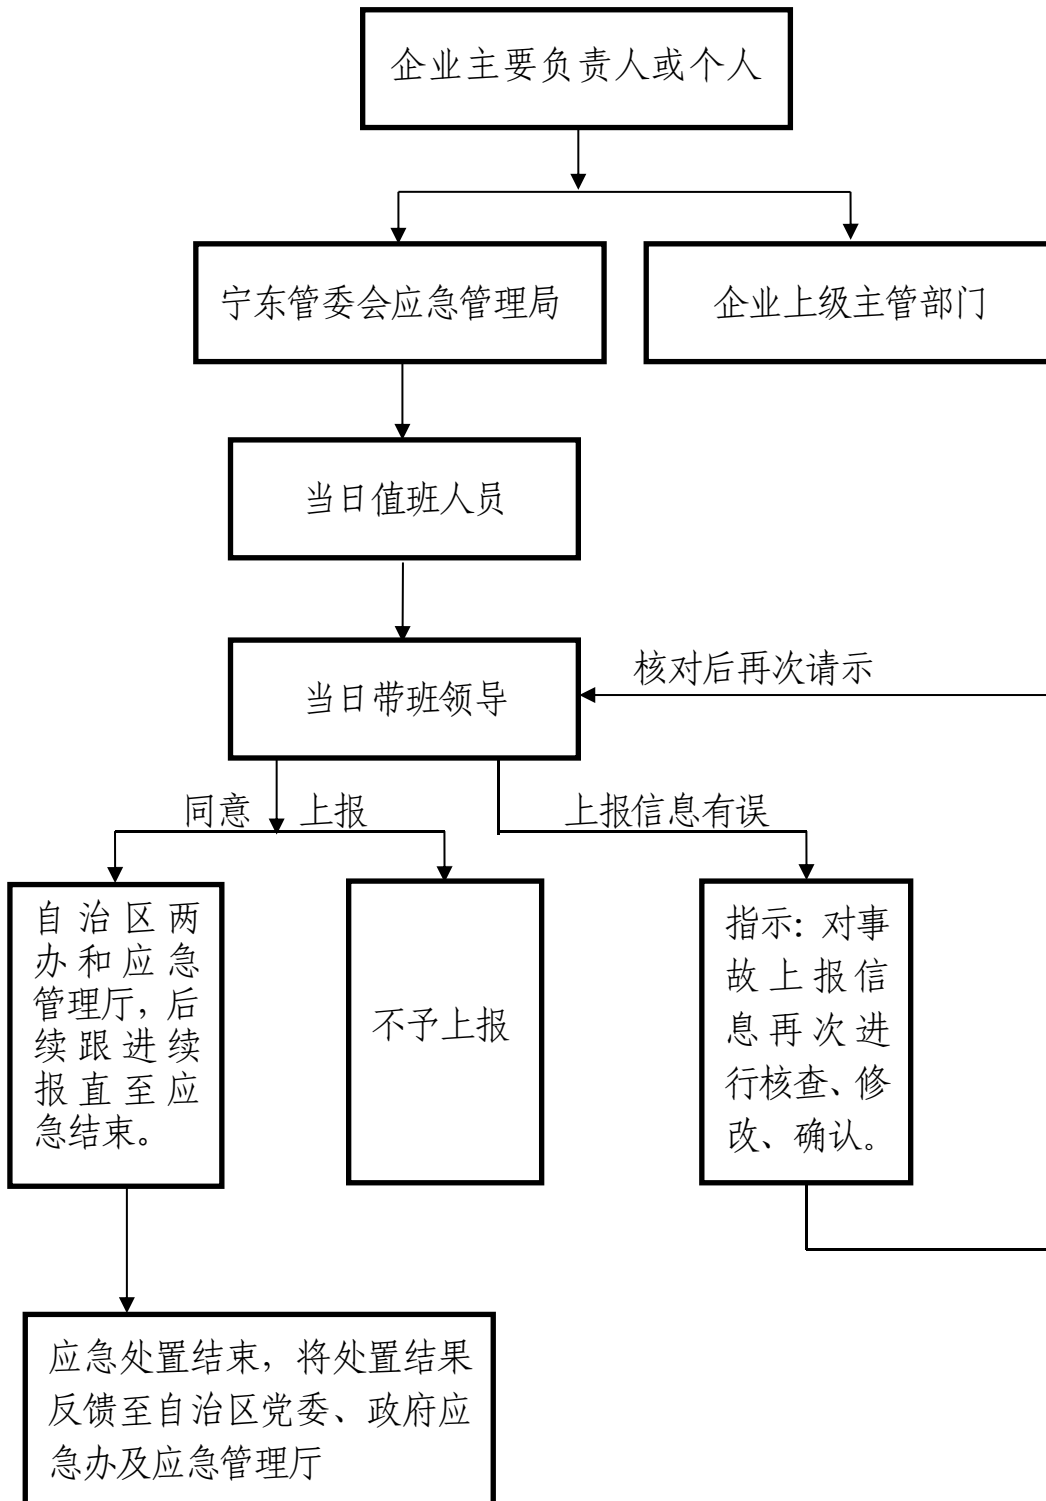 企业主要负责人或个人
宁东管委会应急管理局
企业上级主管部门
当日值班人员
核对后再次请示
当日带班领导
同意 上报
上报信息有误
自治区两
办和应急
管理厅，后
续跟进续
报直至应
急结束。
不予上报
指示：对事
故上报信
息再次进
行核查、修
改、确认。
应急处置结束，将处置结果
反馈至自治区党委、政府应
急办及应急管理厅